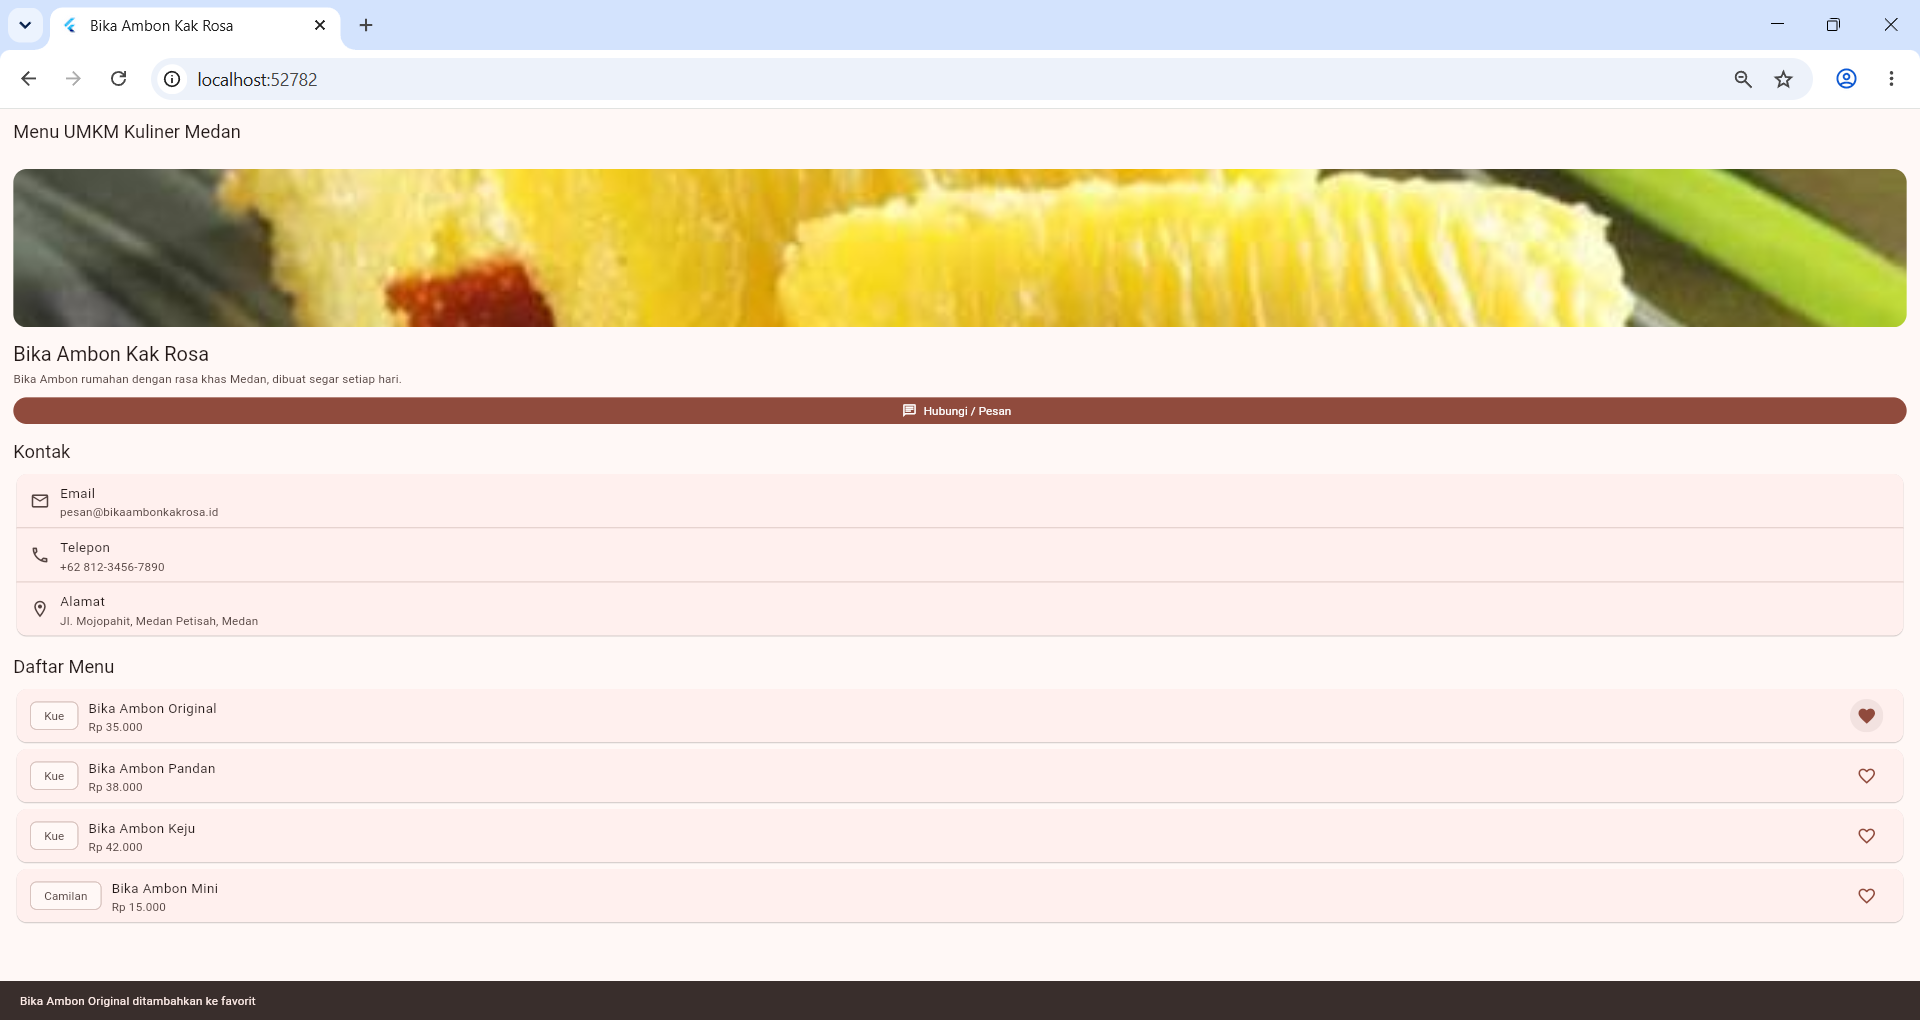 Bika Ambon Kak Rosa
localhost:52782
Menu UMKM Kuliner Medan
Bika Ambon Kak Rosa
Bika Ambon rumahan dengan rasa khas Medan, dibuat segar setiap hari.
Hubungi / Pesan
Kontak
Email
pesan@bikaambonkakrosa.id
Telepon
+62 812-3456-7890
Alamat
Jl. Mojopahit, Medan Petisah, Medan
Daftar Menu
Kue
Bika Ambon Original
Rp 35.000
Kue
Bika Ambon Pandan
Rp 38.000
Kue
Bika Ambon Keju
Rp 42.000
Camilan
Bika Ambon Mini
Rp 15.000
Bika Ambon Original ditambahkan ke favorit